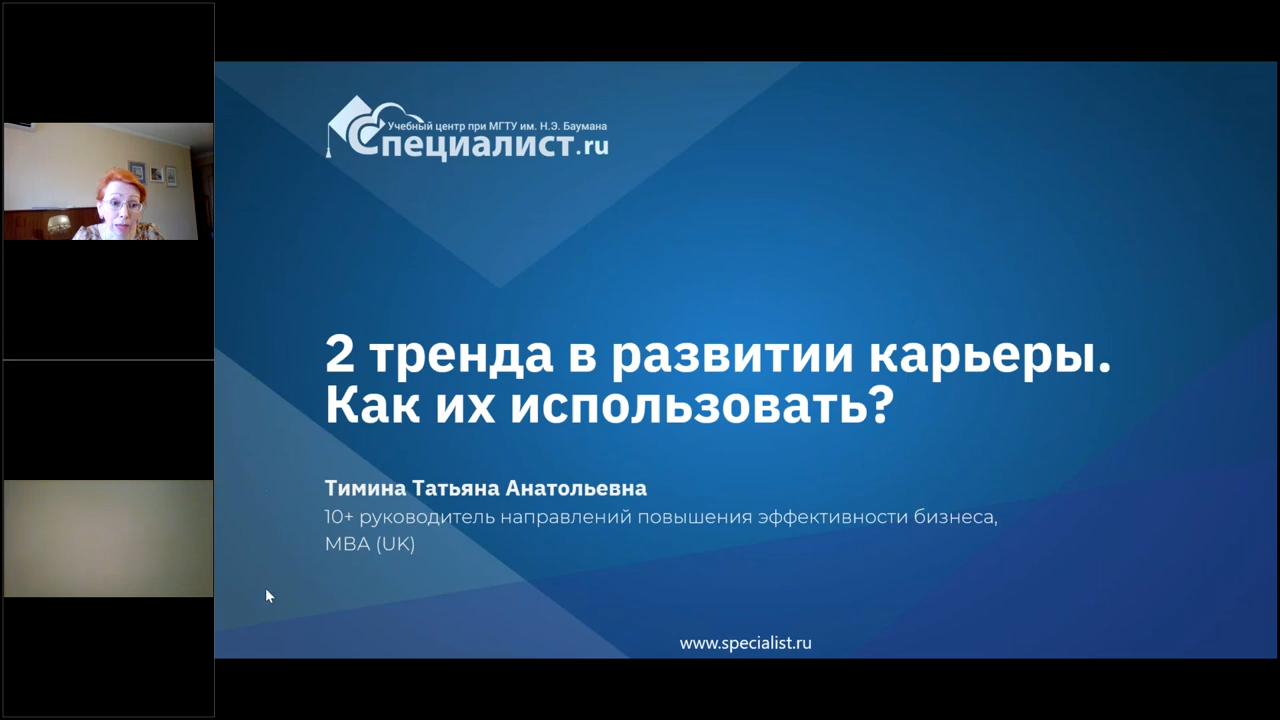 Учебный центр при МГТУ им. Н.Э. Баумана
Специалист.ru
2 тренда в развитии карьеры.
Как их использовать?
Тимина Татьяна Анатольевна
10+ руководитель направлений повышения эффективности бизнеса,
MBA (UK)
www.specialist.ru